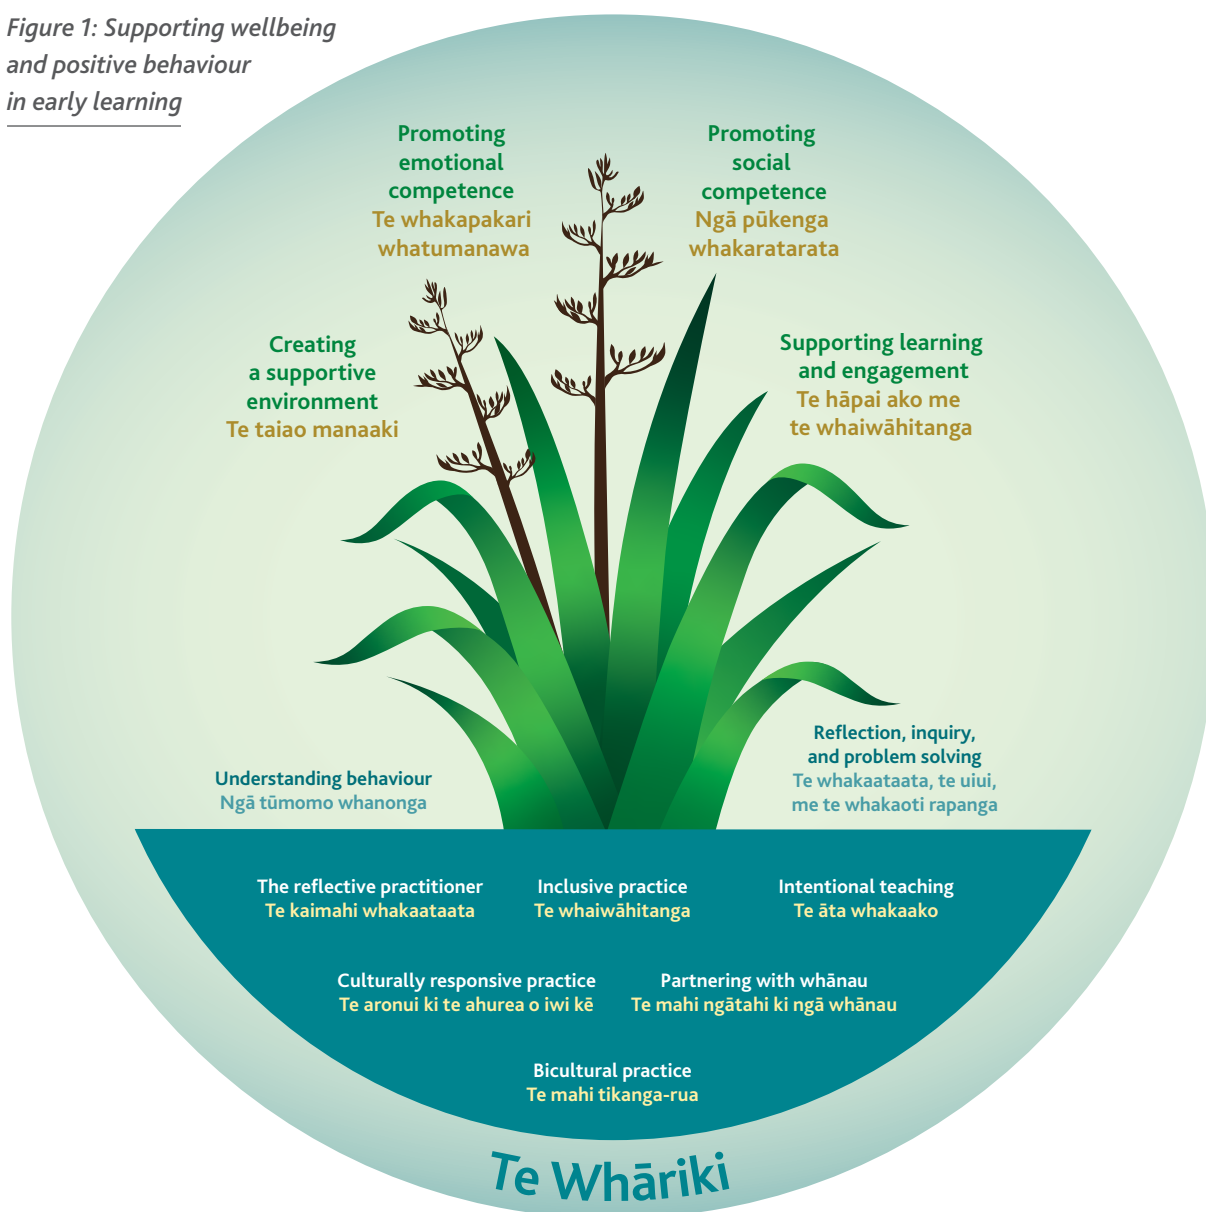 Figure 1: Supporting wellbeing
and positive behaviour
in early learning
Promoting
emotional
competence
Te whakapakari
whatumanawa
Promoting
social
competence
Ngā pūkenga
whakaratarata
Creating
a supportive
environment
Te taiao manaaki
Supporting learning
and engagement
Te hāpai ako me
te whaiwāhitanga
Understanding behaviour
Ngā tūmomo whanonga
Reflection, inquiry,
and problem solving
Te whakaataata, te uiui,
me te whakaoti rapanga
The reflective practitioner
Te kaimahi whakaataata
Inclusive practice
Te whaiwāhitanga
Intentional teaching
Te āta whakaako
Culturally responsive practice
Te aronui ki te ahurea o iwi kē
Partnering with whānau
Te mahi ngātahi ki ngā whānau
Bicultural practice
Te mahi tikanga-rua
Te Whāriki